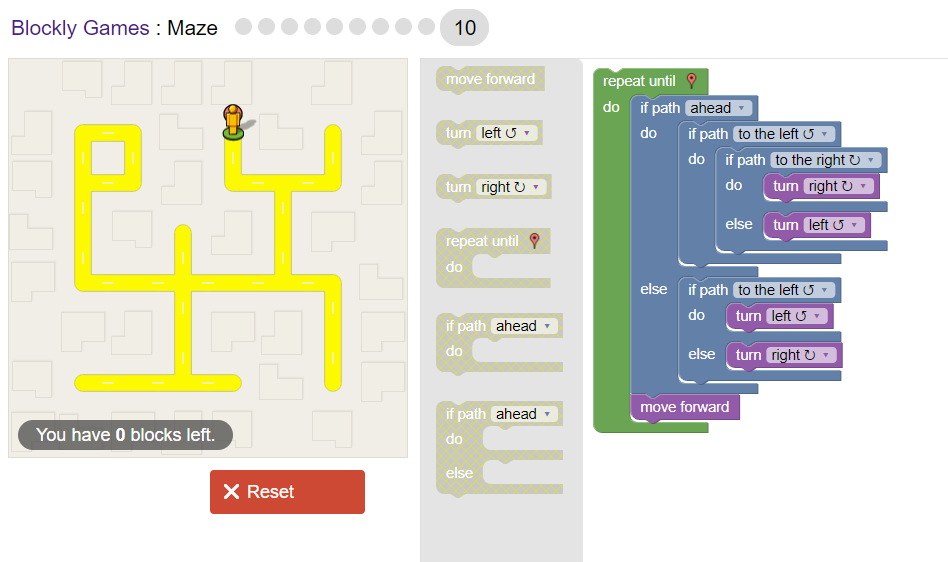 Blockly Games : Maze 10
move forward
turn left ↺ ▾
turn right ↻ ▾
repeat until
do
if path ahead ▾
do
if path ahead ▾
do
else
repeat until
do if path ahead ▾
do if path to the left ↺ ▾
do if path to the right ↻ ▾
do turn right ↻ ▾
else turn left ↺ ▾
else if path to the left ↺ ▾
do turn left ↺ ▾
else turn right ↻ ▾
move forward
You have 0 blocks left.
Reset